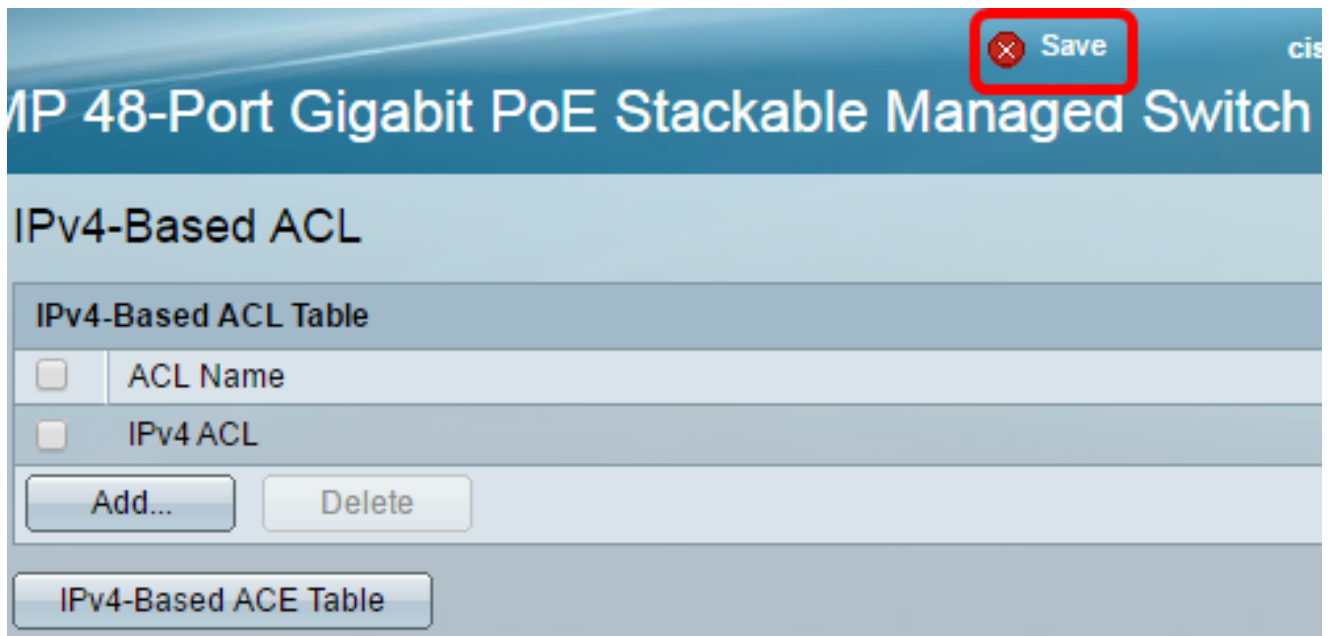 Save cis
MP 48-Port Gigabit PoE Stackable Managed Switch
IPv4-Based ACL
IPv4-Based ACL Table
ACL Name
IPv4 ACL
Add... Delete
IPv4-Based ACE Table